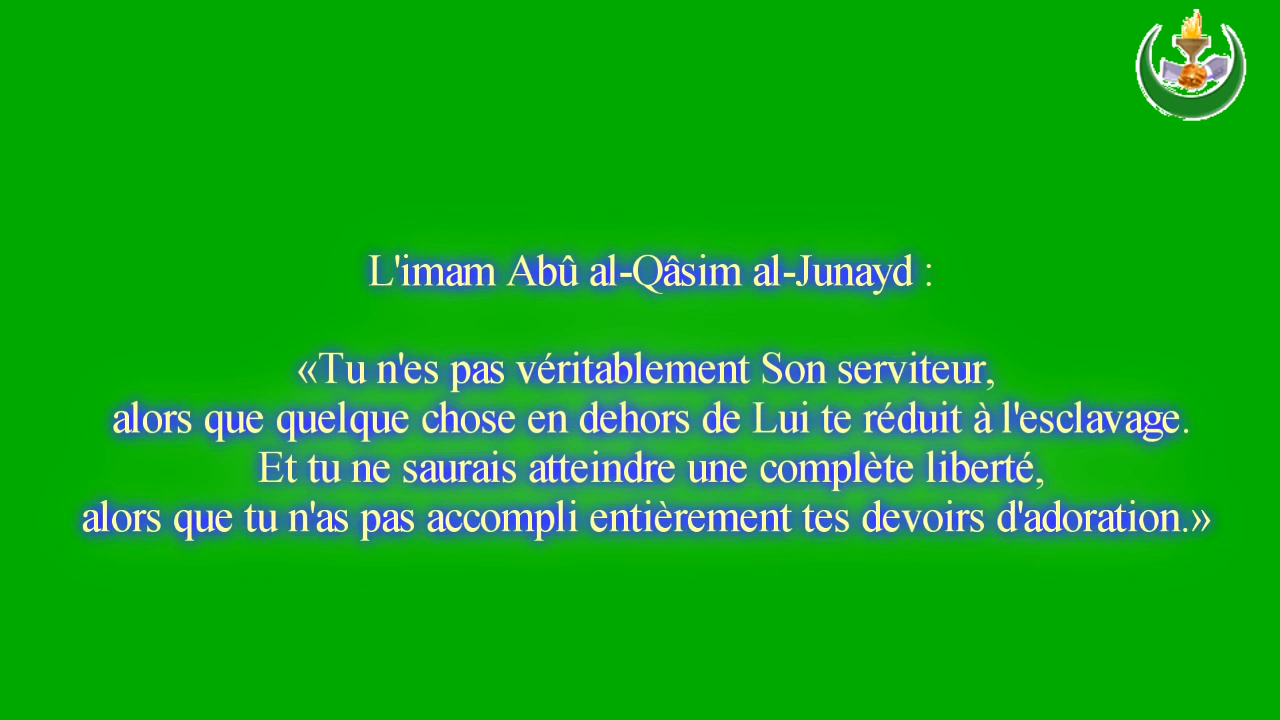 L'imam Abû al-Qâsim al-Junayd :
«Tu n'es pas véritablement Son serviteur,
alors que quelque chose en dehors de Lui te réduit à l'esclavage.
Et tu ne saurais atteindre une complète liberté,
alors que tu n'as pas accompli entièrement tes devoirs d'adoration.»